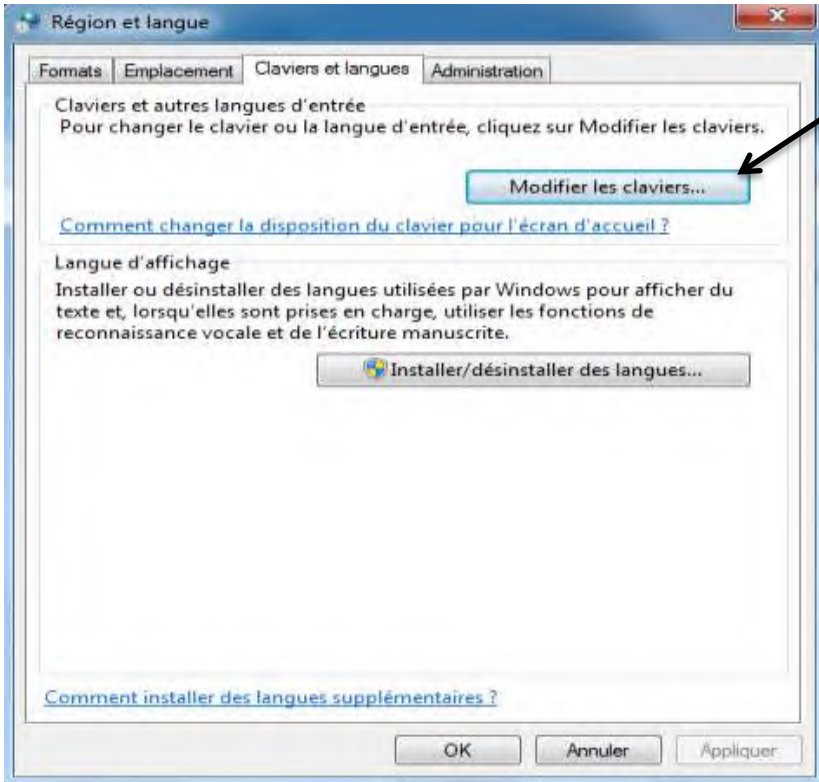 Région et langue
Formats Emplacement Claviers et langues Administration
Claviers et autres langues d'entrée
Pour changer le clavier ou la langue d'entrée, cliquez sur Modifier les claviers.
Modifier les claviers...
Comment changer la disposition du clavier pour l'écran d'accueil ?
Langue d'affichage
Installer ou désinstaller des langues utilisées par Windows pour afficher du
texte et, lorsqu'elles sont prises en charge, utiliser les fonctions de
reconnaissance vocale et de l'écriture manuscrite.
Installer/désinstaller des langues...
Comment installer des langues supplémentaires ?
OK Annuler Appliquer